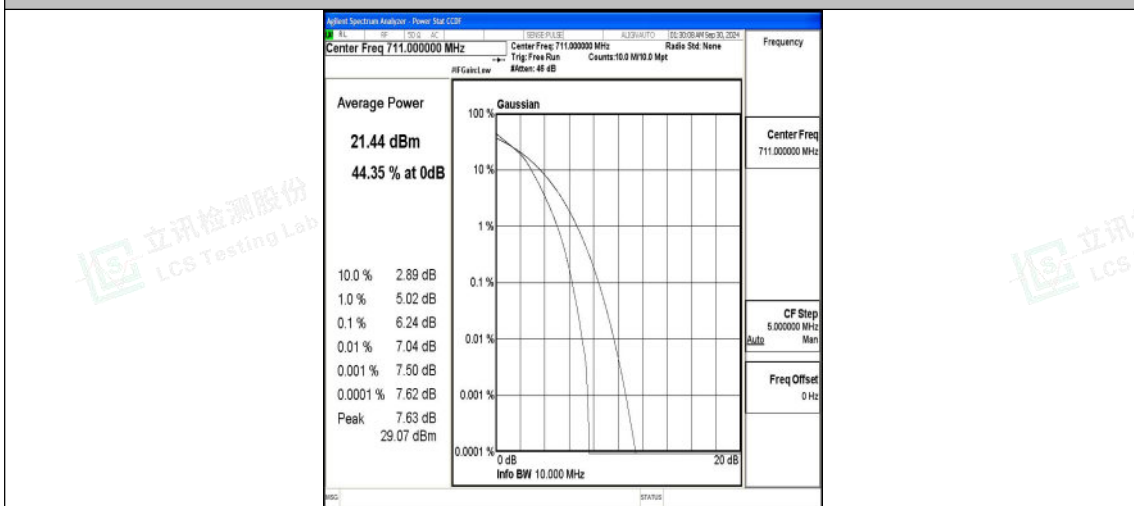 Agilent Spectrum Analyzer - Power Stat CCDF
RL RF 50 Ω AC SENSE:PULSE ALIGNAUTO 01:30:08 AM Sep 30, 2024
Center Freq 711.000000 MHz
Center Freq: 711.000000 MHz Radio Std: None
Trig: Free Run Counts:10.0 M/10.0 Mpt
#IFGain:Low #Atten: 46 dB
Frequency
Average Power
21.44 dBm
44.35 % at 0dB
10.0 % 2.89 dB
1.0 % 5.02 dB
0.1 % 6.24 dB
0.01 % 7.04 dB
0.001 % 7.50 dB
0.0001 % 7.62 dB
Peak 7.63 dB
29.07 dBm
Gaussian
100 %
10 %
1 %
0.1 %
0.01 %
0.001 %
0.0001 %
0 dB 20 dB
Info BW 10.000 MHz
Center Freq
711.000000 MHz
CF Step
5.000000 MHz
Auto Man
Freq Offset
0 Hz
MSG STATUS
立讯检测股份
LCS Testing Lab
立讯
LCS